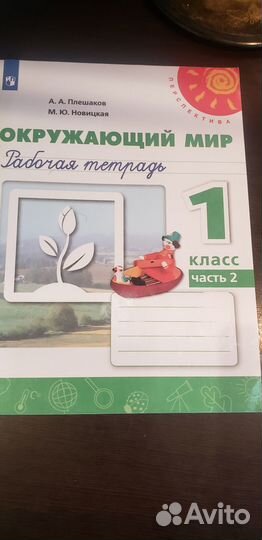 ПЕРСПЕКТИВА
А. А. Плешаков
М. Ю. Новицкая
ОКРУЖАЮЩИЙ МИР
Рабочая тетрадь
1
КЛАСС
часть 2
Avito